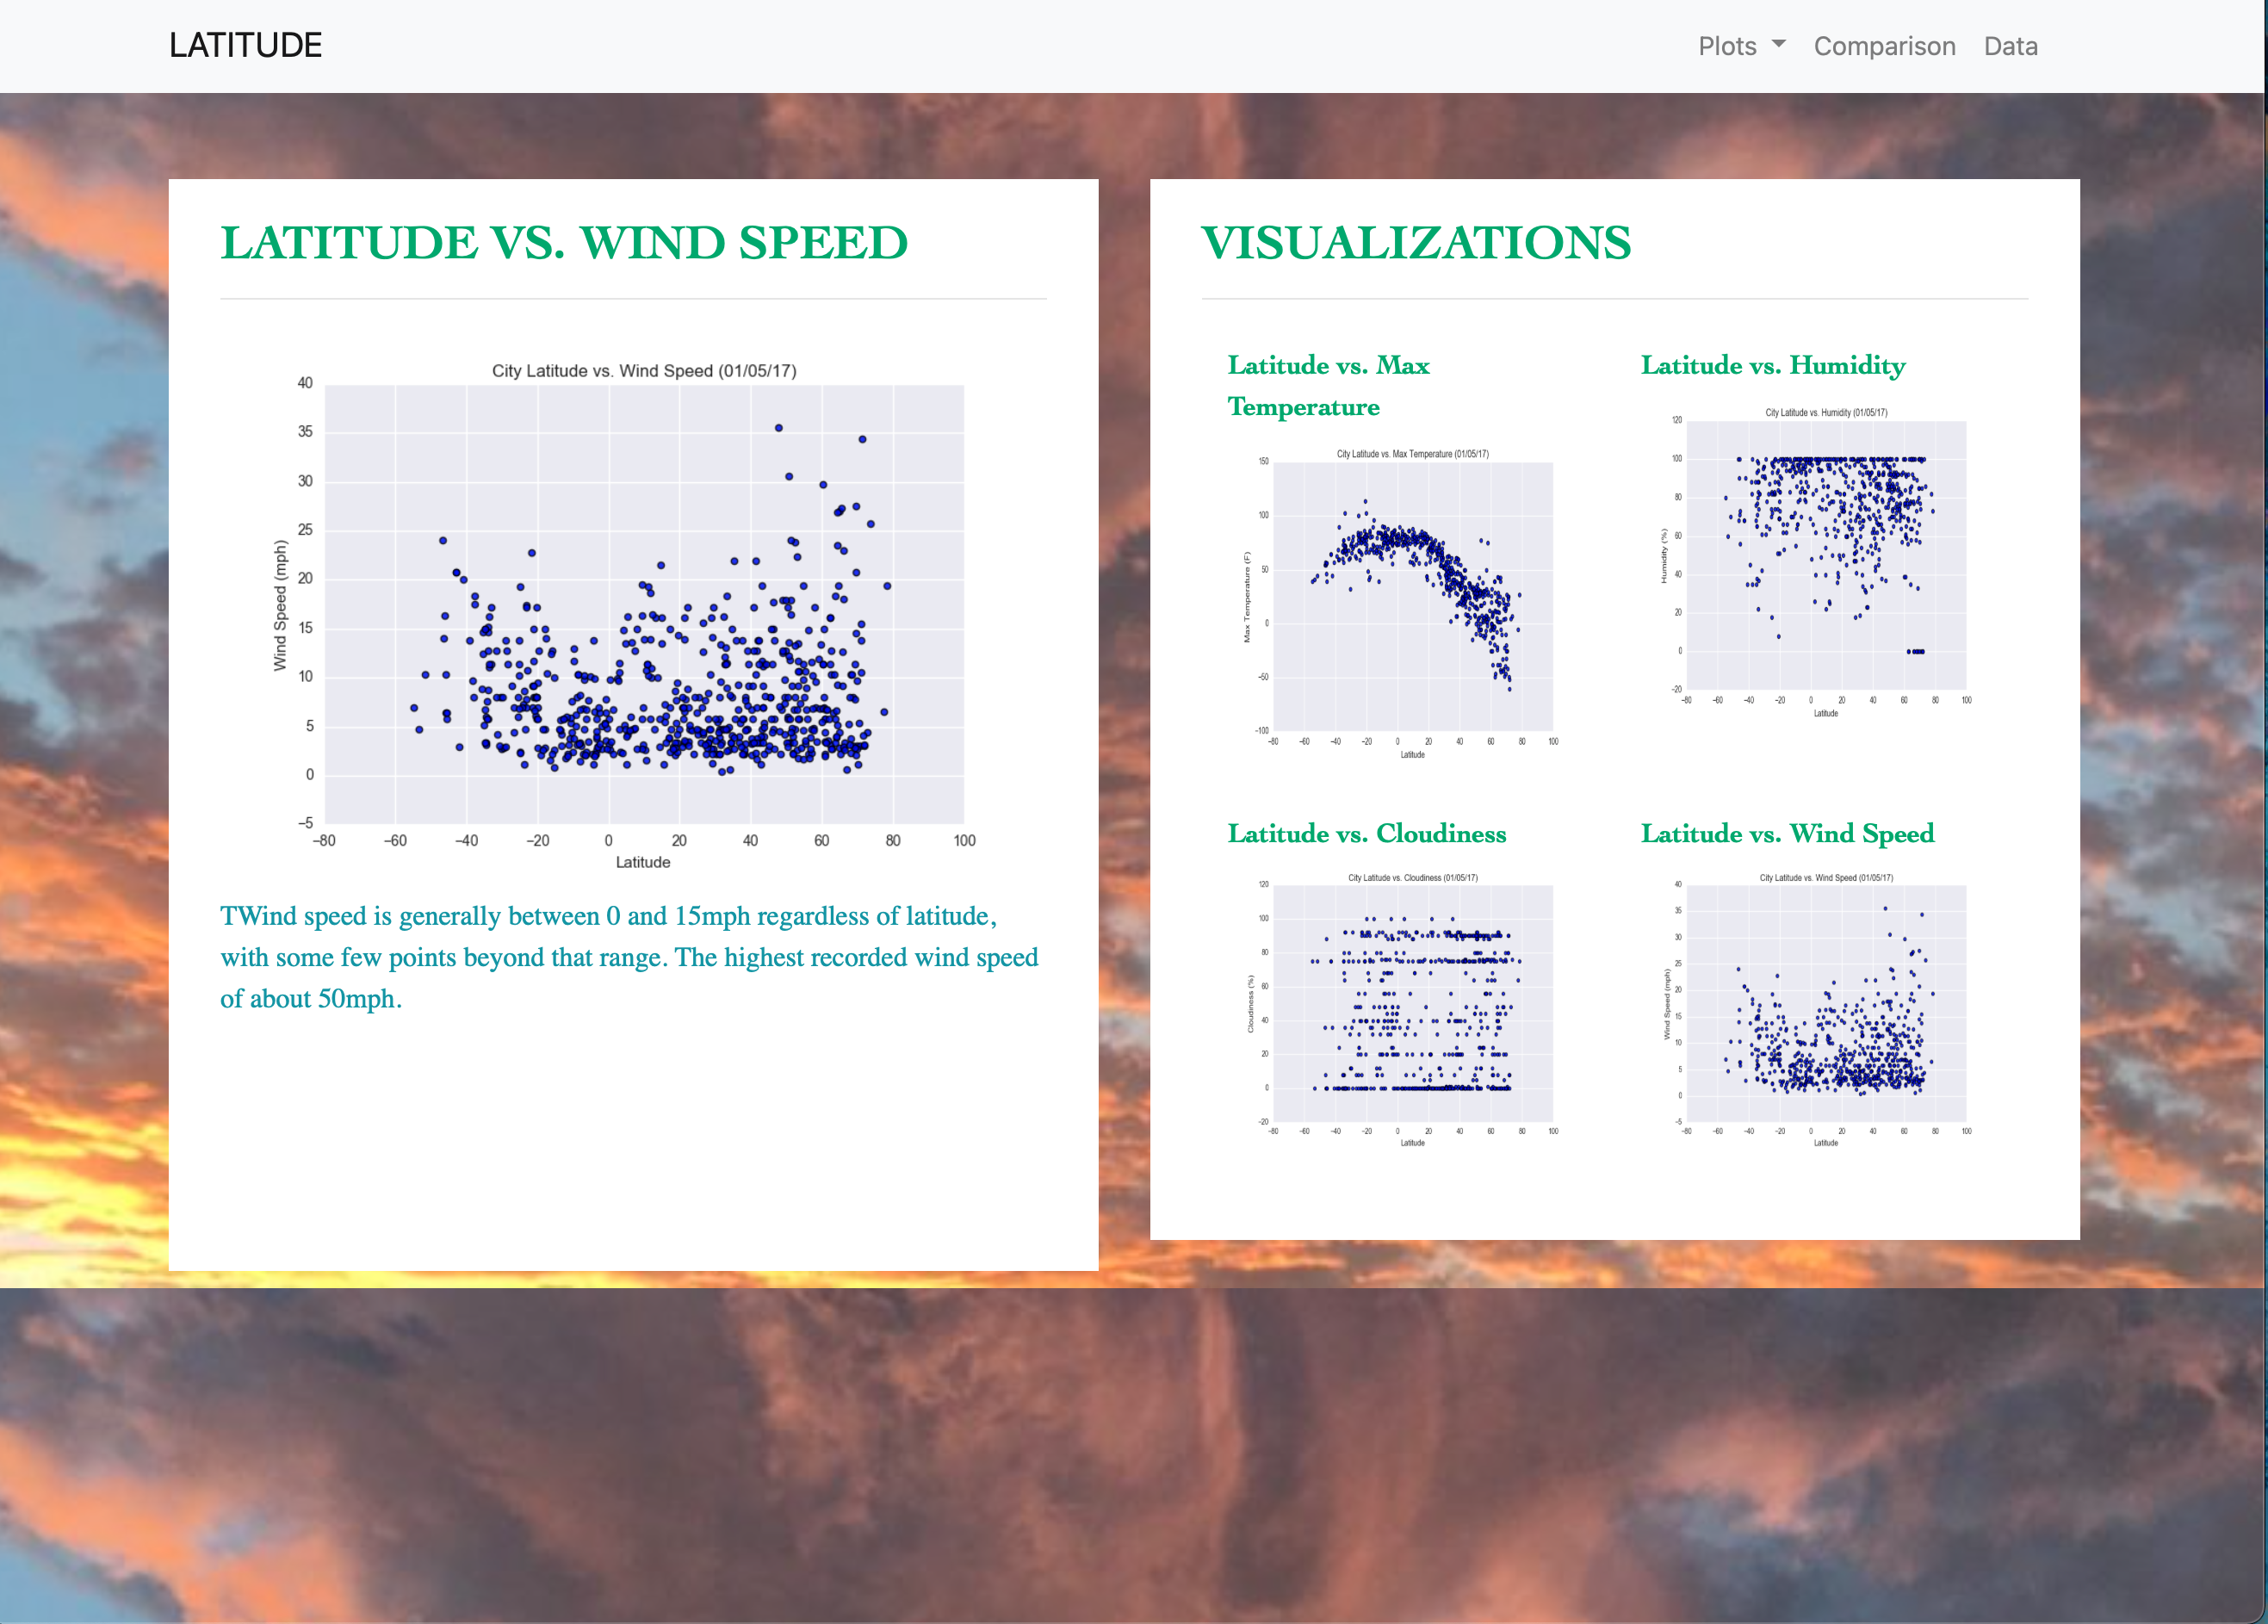 LATITUDE
Plots
Comparison
Data
LATITUDE VS. WIND SPEED
City Latitude vs. Wind Speed (01/05/17)
40
35
30
25
20
15
10
5
0
−5
Wind Speed (mph)
−80 −60 −40 −20 0 20 40 60 80 100
Latitude
TWind speed is generally between 0 and 15mph regardless of latitude,
with some few points beyond that range. The highest recorded wind speed
of about 50mph.
VISUALIZATIONS
Latitude vs. Max
Temperature
City Latitude vs. Max Temperature (01/05/17)
150
100
50
0
−50
−100
Max Temperature (F)
−80 −60 −40 −20 0 20 40 60 80 100
Latitude
Latitude vs. Humidity
City Latitude vs. Humidity (01/05/17)
120
100
80
60
40
20
0
−20
Humidity (%)
−80 −60 −40 −20 0 20 40 60 80 100
Latitude
Latitude vs. Cloudiness
City Latitude vs. Cloudiness (01/05/17)
120
100
80
60
40
20
0
−20
Cloudiness (%)
−80 −60 −40 −20 0 20 40 60 80 100
Latitude
Latitude vs. Wind Speed
City Latitude vs. Wind Speed (01/05/17)
40
35
30
25
20
15
10
5
0
−5
Wind Speed (mph)
−80 −60 −40 −20 0 20 40 60 80 100
Latitude